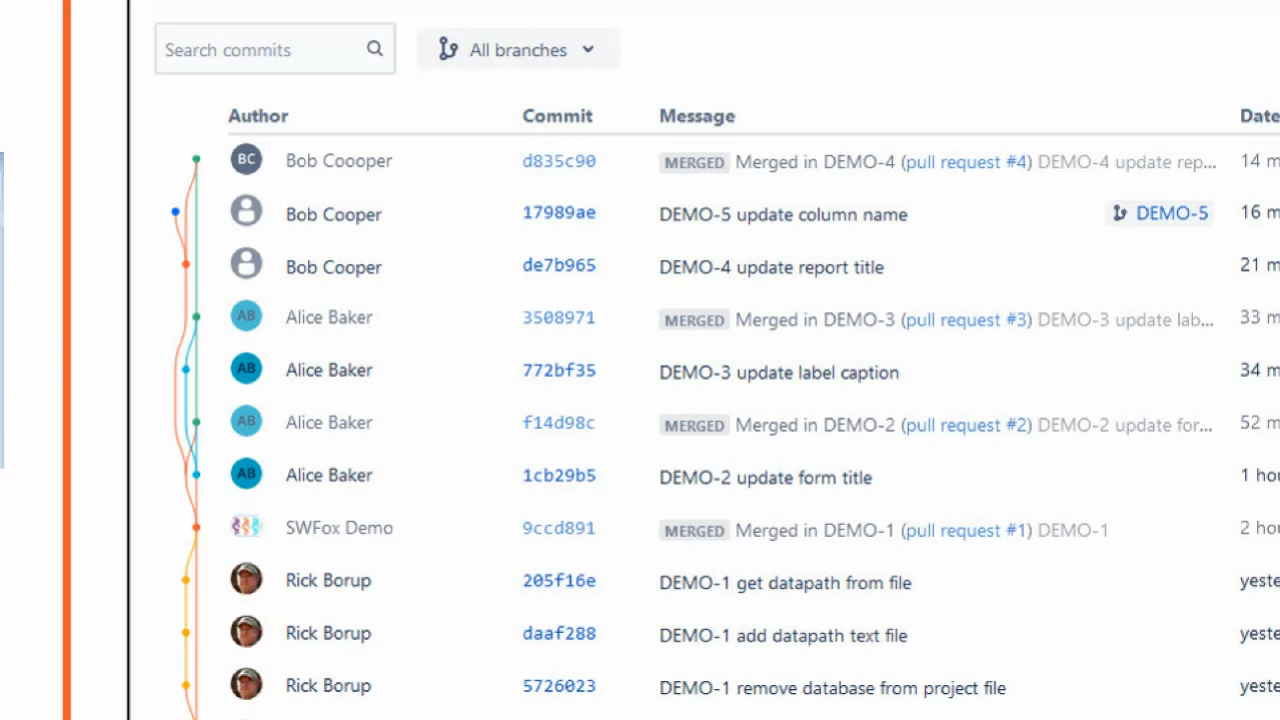 Search commits All branches
Author Commit Message Date
BC Bob Coooper d835c90 MERGED Merged in DEMO-4 (pull request #4) DEMO-4 update rep... 14 m
Bob Cooper 17989ae DEMO-5 update column name DEMO-5 16 m
Bob Cooper de7b965 DEMO-4 update report title 21 m
AB Alice Baker 3508971 MERGED Merged in DEMO-3 (pull request #3) DEMO-3 update lab... 33 m
AB Alice Baker 772bf35 DEMO-3 update label caption 34 m
AB Alice Baker f14d98c MERGED Merged in DEMO-2 (pull request #2) DEMO-2 update for... 52 m
AB Alice Baker 1cb29b5 DEMO-2 update form title 1 hou
SWFox Demo 9ccd891 MERGED Merged in DEMO-1 (pull request #1) DEMO-1 2 hou
Rick Borup 205f16e DEMO-1 get datapath from file yeste
Rick Borup daaf288 DEMO-1 add datapath text file yeste
Rick Borup 5726023 DEMO-1 remove database from project file yeste